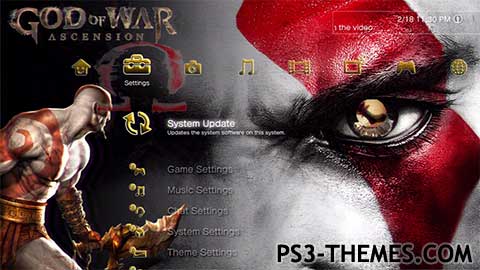 GOD OF WAR
ASCENSION
n the video
2/18 11:30 PM
Settings
System Update
Updates the system software on this system.
Game Settings
Music Settings
Chat Settings
System Settings
Theme Settings
PS3-THEMES.COM